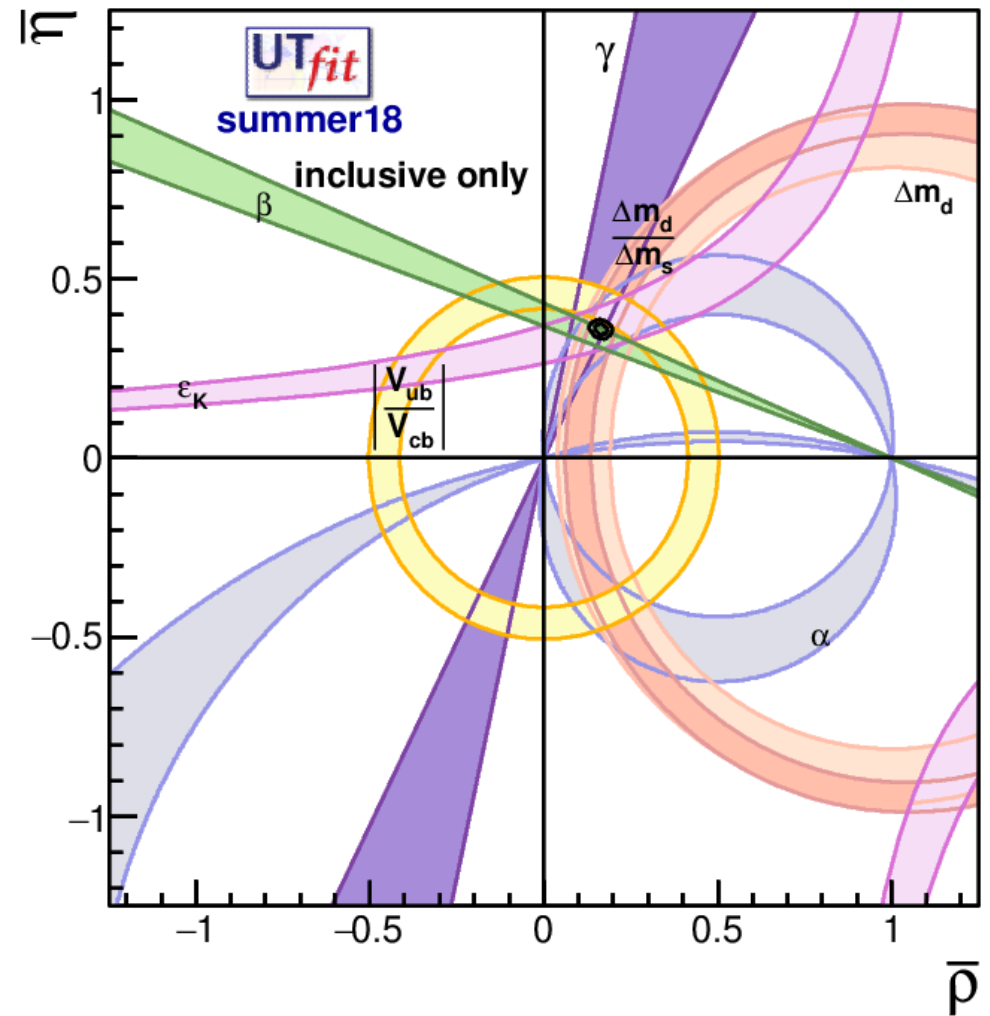 η̅
UTfit
summer18
inclusive only
γ
β
Δm_d
Δm_d
Δm_s
ε_K
|V_ub
V_cb|
α
1
0.5
0
−0.5
−1
−1
−0.5
0
0.5
1
ρ̅